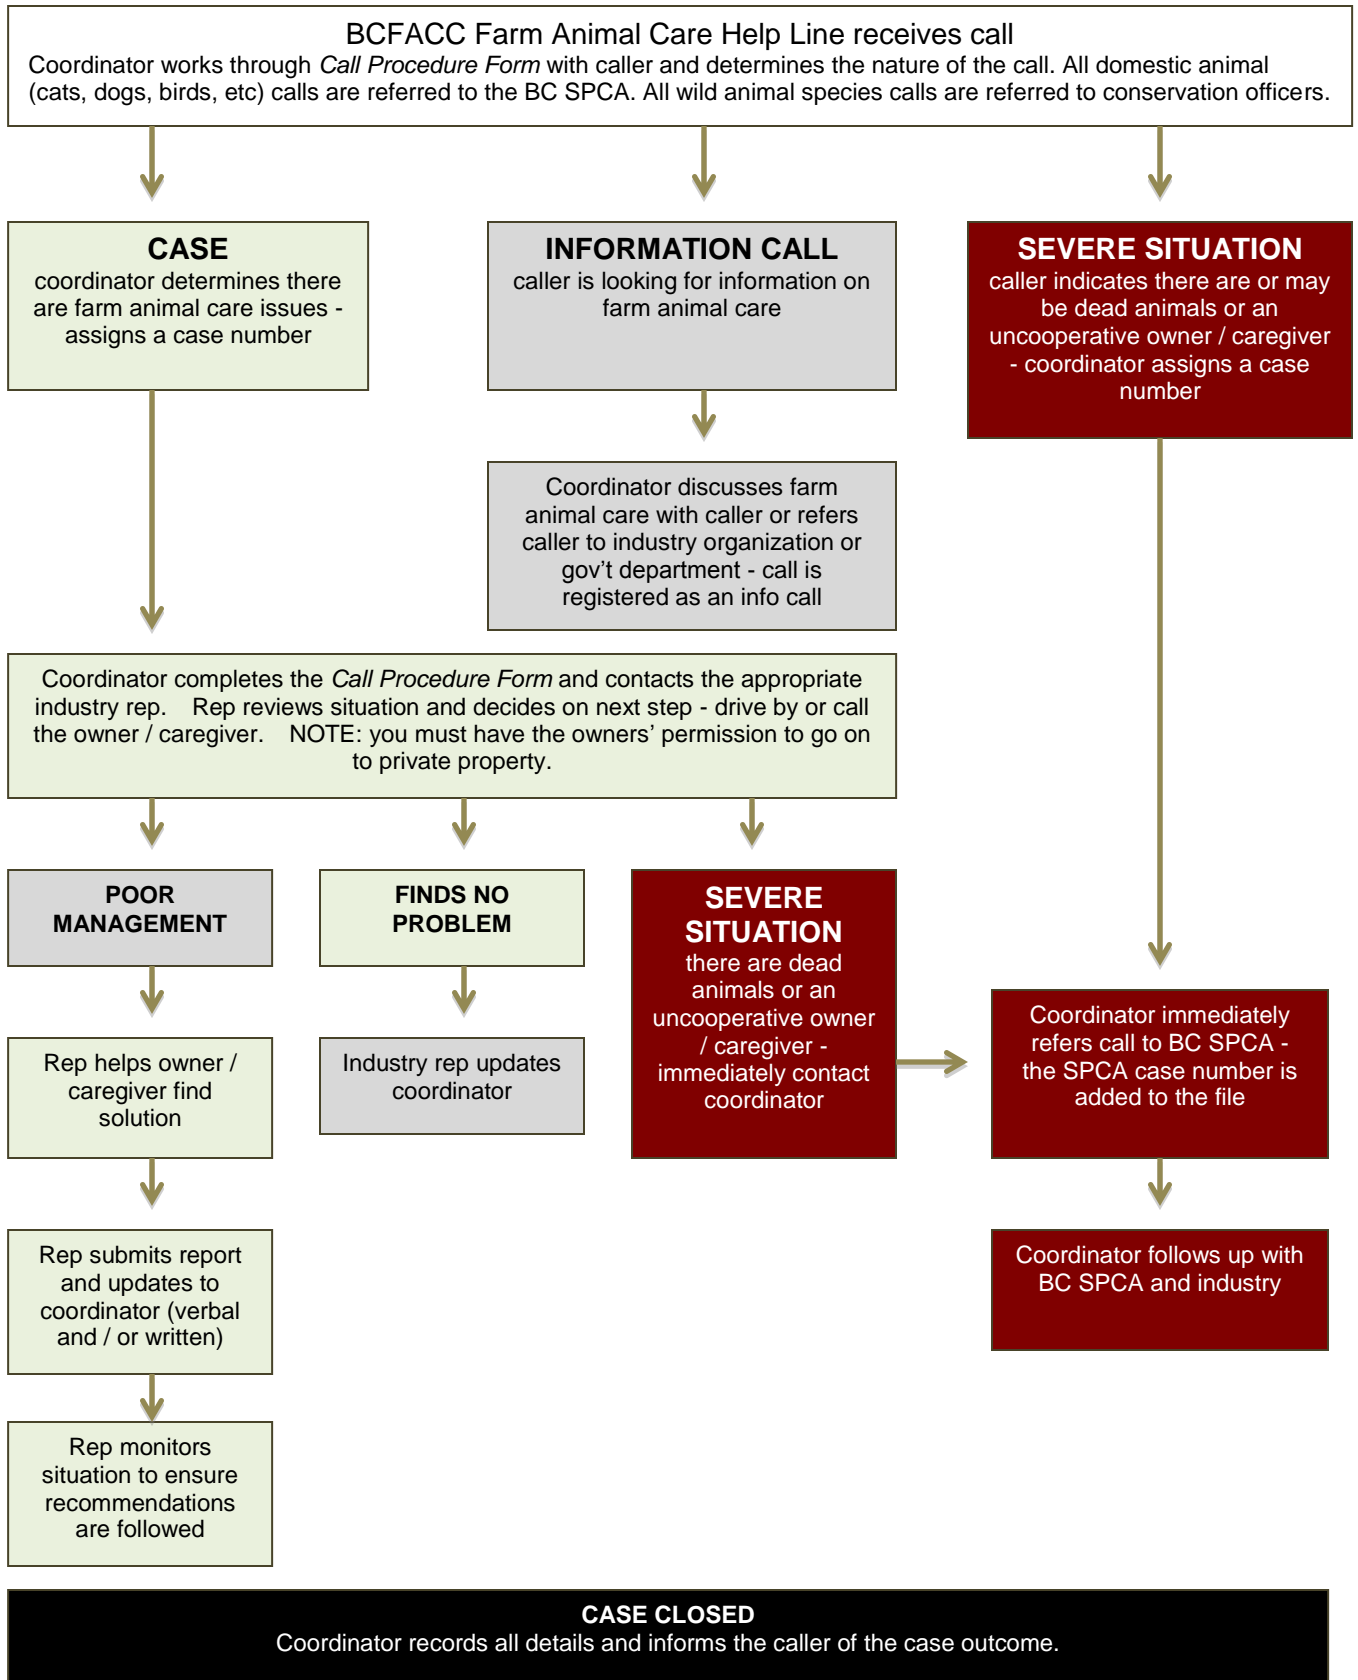 BCFACC Farm Animal Care Help Line receives call
Coordinator works through Call Procedure Form with caller and determines the nature of the call. All domestic animal
(cats, dogs, birds, etc) calls are referred to the BC SPCA. All wild animal species calls are referred to conservation officers.
CASE
coordinator determines there
are farm animal care issues -
assigns a case number
INFORMATION CALL
caller is looking for information on
farm animal care
SEVERE SITUATION
caller indicates there are or may
be dead animals or an
uncooperative owner / caregiver
- coordinator assigns a case
number
Coordinator discusses farm
animal care with caller or refers
caller to industry organization or
gov’t department - call is
registered as an info call
Coordinator completes the Call Procedure Form and contacts the appropriate
industry rep. Rep reviews situation and decides on next step - drive by or call
the owner / caregiver. NOTE: you must have the owners’ permission to go on
to private property.
POOR
MANAGEMENT
FINDS NO
PROBLEM
SEVERE
SITUATION
there are dead
animals or an
uncooperative owner
/ caregiver -
immediately contact
coordinator
Rep helps owner /
caregiver find
solution
Industry rep updates
coordinator
Coordinator immediately
refers call to BC SPCA -
the SPCA case number is
added to the file
Rep submits report
and updates to
coordinator (verbal
and / or written)
Coordinator follows up with
BC SPCA and industry
Rep monitors
situation to ensure
recommendations
are followed
CASE CLOSED
Coordinator records all details and informs the caller of the case outcome.